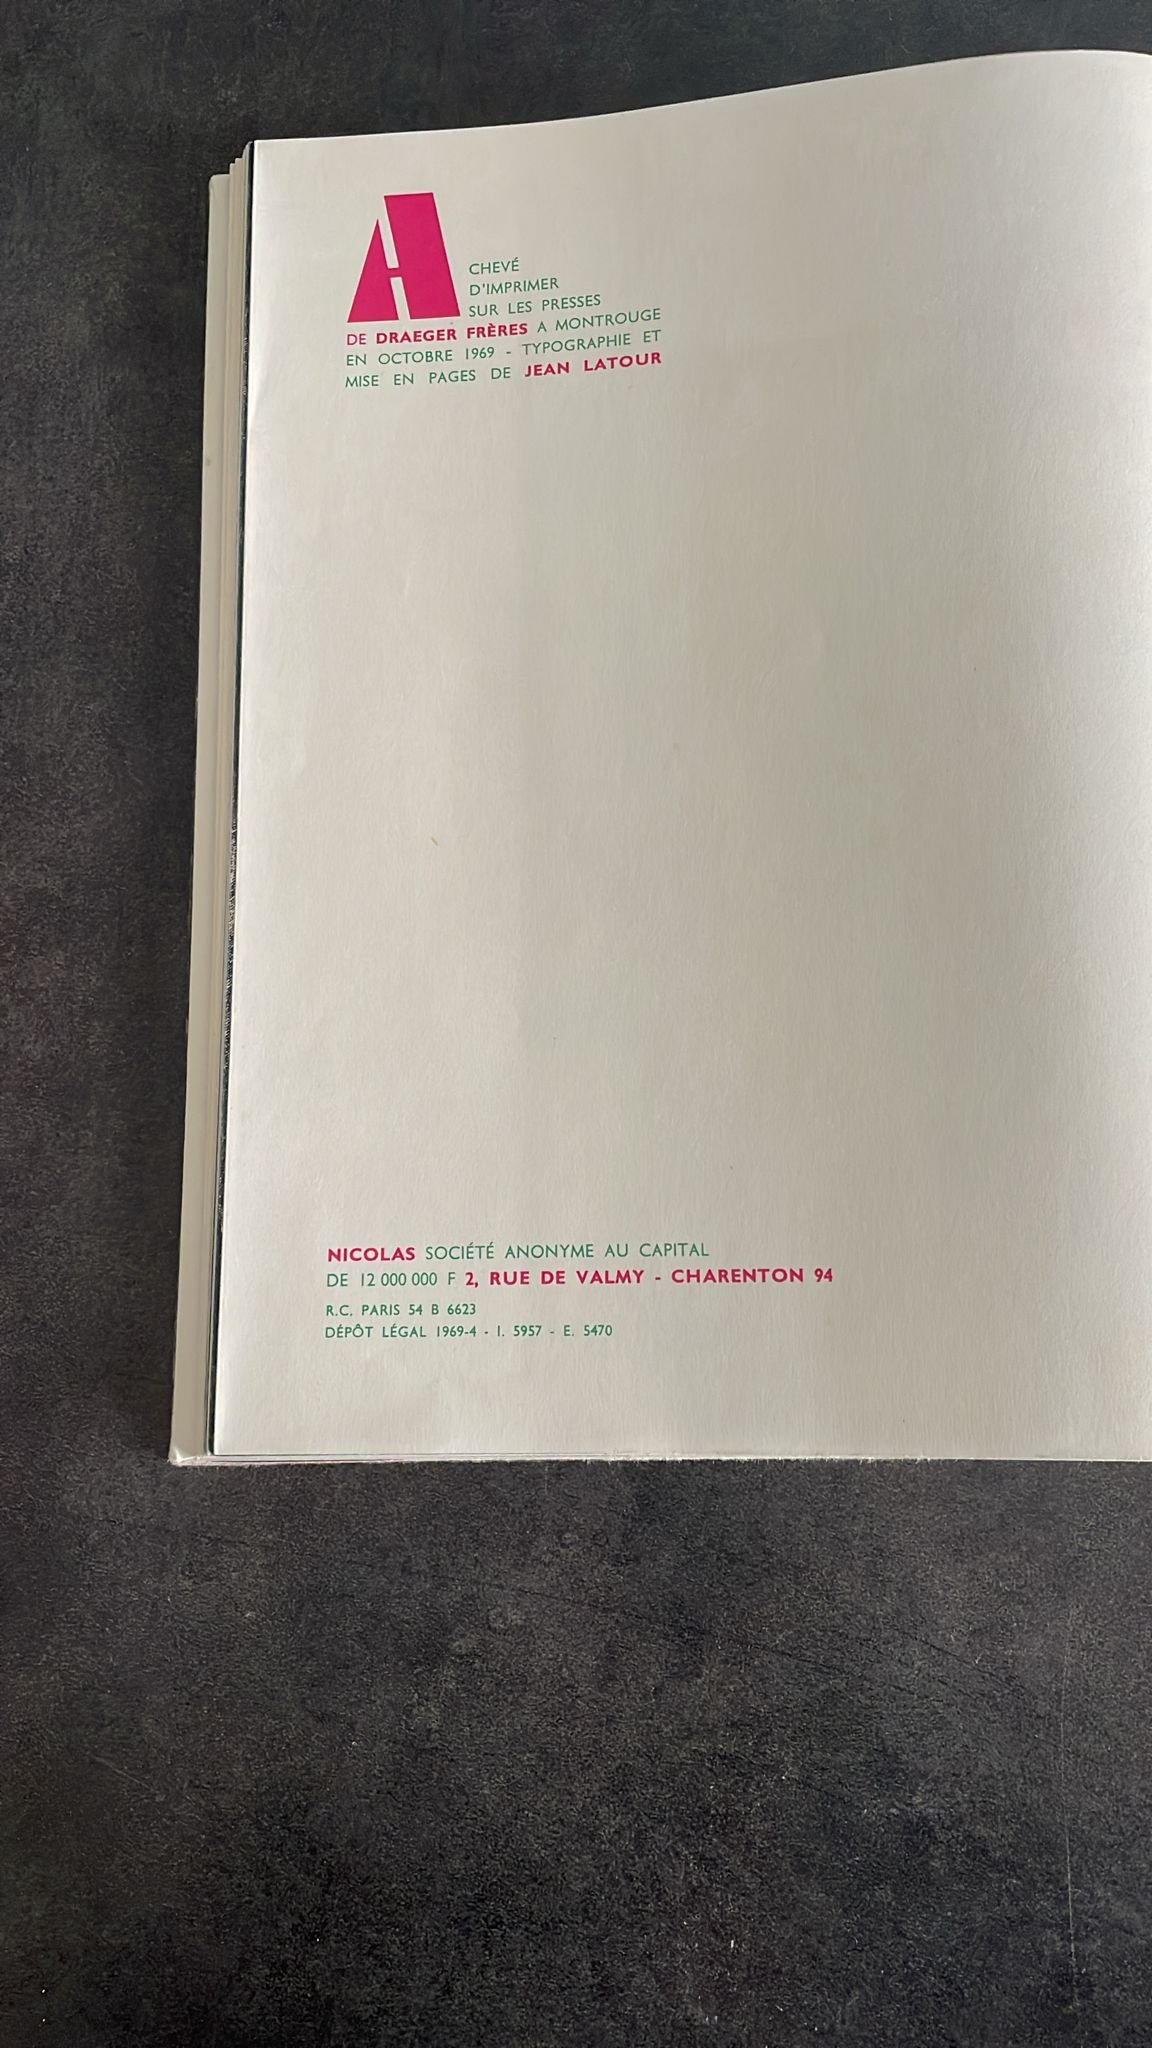 ACHEVÉ
D'IMPRIMER
SUR LES PRESSES
DE DRAEGER FRÈRES A MONTROUGE
EN OCTOBRE 1969 - TYPOGRAPHIE ET
MISE EN PAGES DE JEAN LATOUR
NICOLAS SOCIÉTÉ ANONYME AU CAPITAL
DE 12 000 000 F 2, RUE DE VALMY - CHARENTON 94
R.C. PARIS 54 B 6623
DÉPÔT LÉGAL 1969-4 - I. 5957 - E. 5470